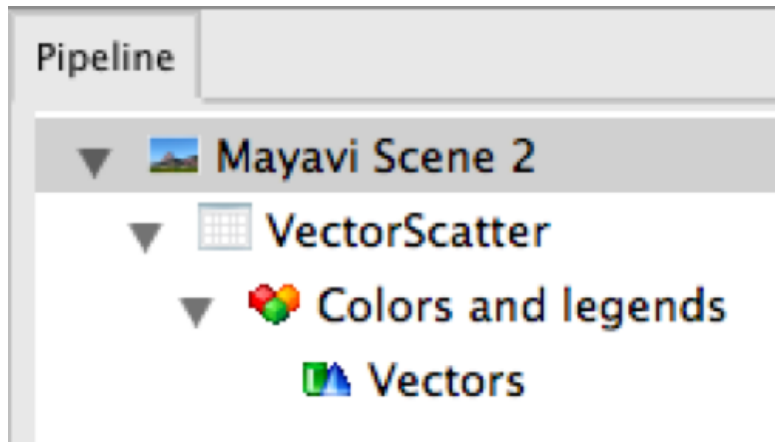 Pipeline
Mayavi Scene 2
VectorScatter
Colors and legends
Vectors